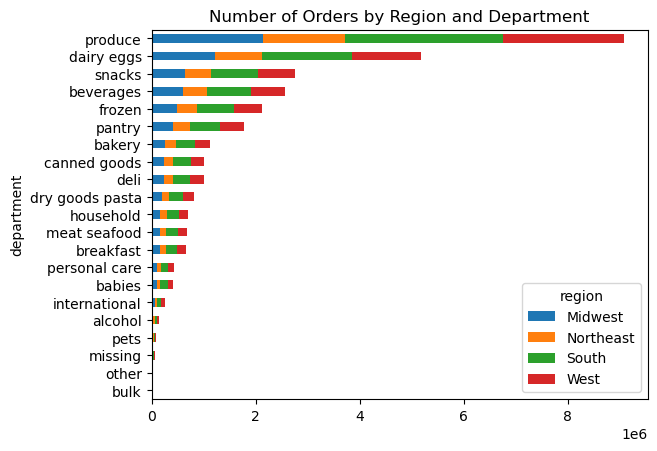 Number of Orders by Region and Department
produce
dairy eggs
snacks
beverages
frozen
pantry
bakery
canned goods
deli
dry goods pasta
household
meat seafood
breakfast
personal care
babies
international
alcohol
pets
missing
other
bulk
department
region
Midwest
Northeast
South
West
0 2 4 6 8
1e6